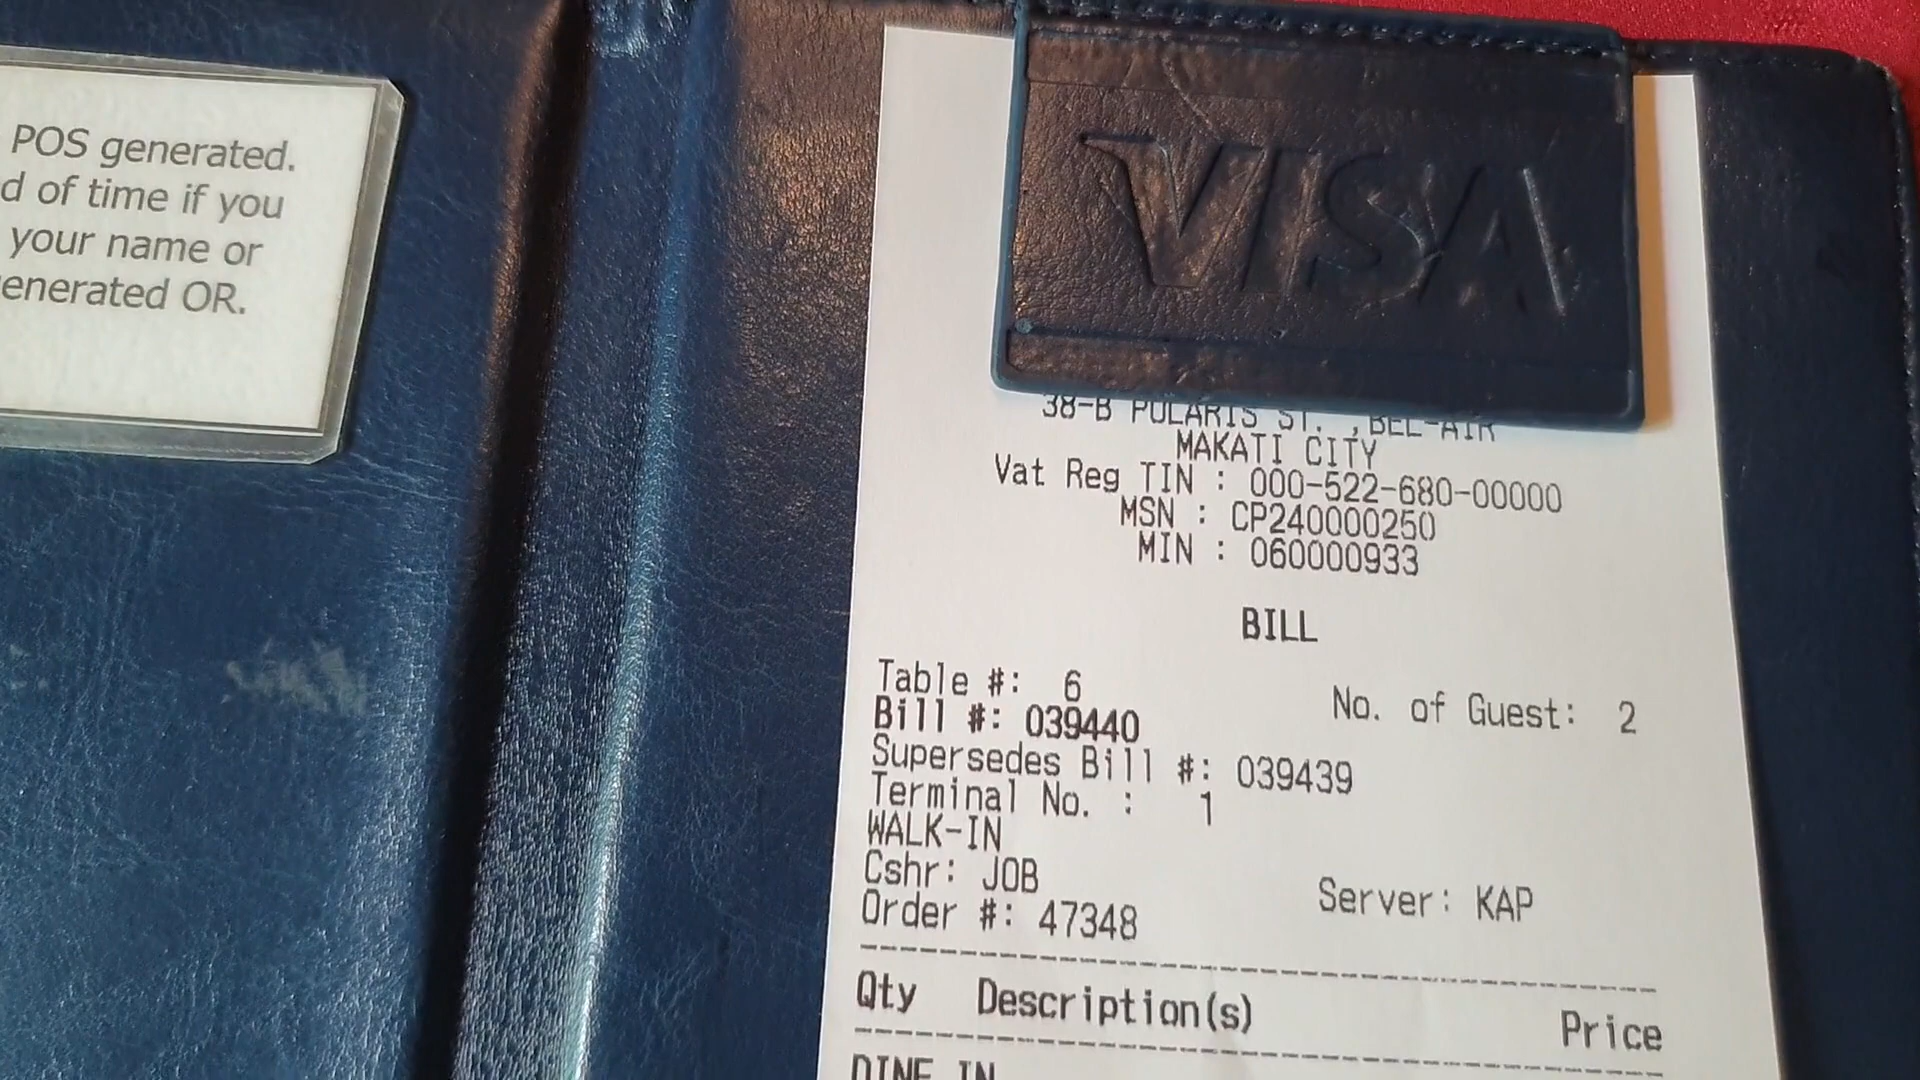 POS generated.
d of time if you
your name or
enerated OR.
VISA
38-B POLARIS ST. ,BEL-AIR
MAKATI CITY
Vat Reg TIN : 000-522-680-00000
MSN : CP240000250
MIN : 060000933
BILL
Table #: 6
No. of Guest: 2
Bill #: 039440
Supersedes Bill #: 039439
Terminal No. : 1
WALK-IN
Cshr: JOB
Server: KAP
Order #: 47348
Qty Description(s) Price
DINE IN